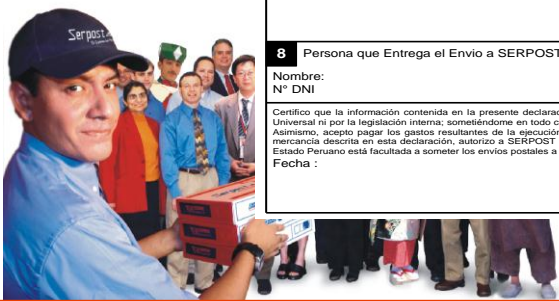 Serpost
8 Persona que Entrega el Envio a SERPOST
Nombre:
N° DNI
Certifico que la información contenida en la presente declarac
Universal ni por la legislación interna; sometiéndome en todo c
Asimismo, acepto pagar los gastos resultantes de la ejecución
mercancía descrita en esta declaración, autorizo a SERPOST
Estado Peruano está facultada a someter los envíos postales a
Fecha :